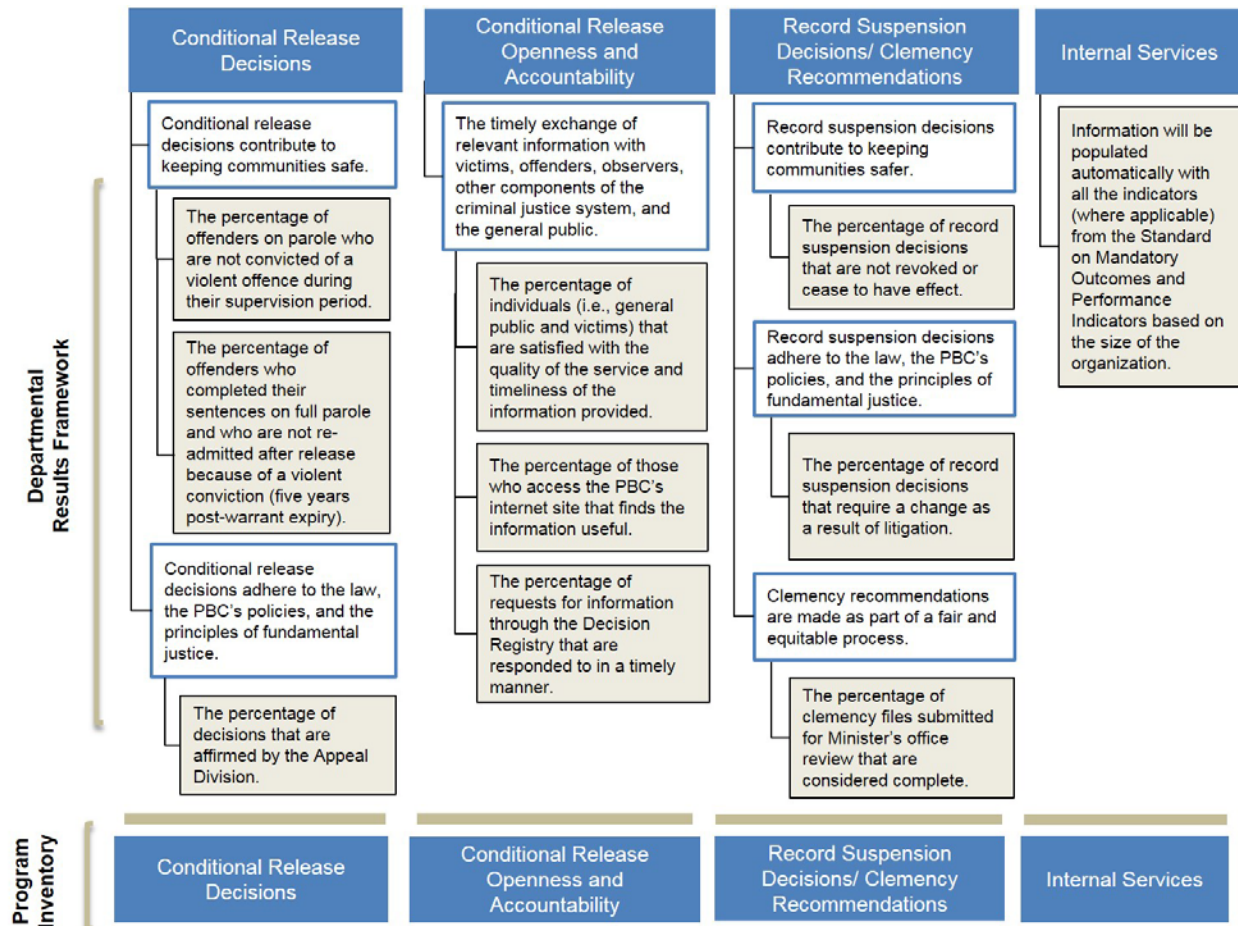 Conditional Release
Decisions
Conditional release
decisions contribute to
keeping communities safe.
The percentage of
offenders on parole who
are not convicted of a
violent offence during
their supervision period.
The percentage of
offenders who
completed their
sentences on full parole
and who are not re-
admitted after release
because of a violent
conviction (five years
post-warrant expiry).
Conditional release
decisions adhere to the law,
the PBC's policies, and the
principles of fundamental
justice.
The percentage of
decisions that are
affirmed by the Appeal
Division.
Conditional Release
Openness and
Accountability
The timely exchange of
relevant information with
victims, offenders, observers,
other components of the
criminal justice system, and
the general public.
The percentage of
individuals (i.e., general
public and victims) that
are satisfied with the
quality of the service and
timeliness of the
information provided.
The percentage of those
who access the PBC's
internet site that finds the
information useful.
The percentage of
requests for information
through the Decision
Registry that are
responded to in a timely
manner.
Record Suspension
Decisions/ Clemency
Recommendations
Record suspension decisions
contribute to keeping
communities safer.
The percentage of record
suspension decisions
that are not revoked or
cease to have effect.
Record suspension decisions
adhere to the law, the PBC's
policies, and the principles of
fundamental justice.
The percentage of record
suspension decisions
that require a change as
a result of litigation.
Clemency recommendations
are made as part of a fair and
equitable process.
The percentage of
clemency files submitted
for Minister's office
review that are
considered complete.
Internal Services
Information will be
populated
automatically with
all the indicators
(where applicable)
from the Standard
on Mandatory
Outcomes and
Performance
Indicators based on
the size of the
organization.
Departmental
Results Framework
Program
Inventory
Conditional Release
Decisions
Conditional Release
Openness and
Accountability
Record Suspension
Decisions/ Clemency
Recommendations
Internal Services